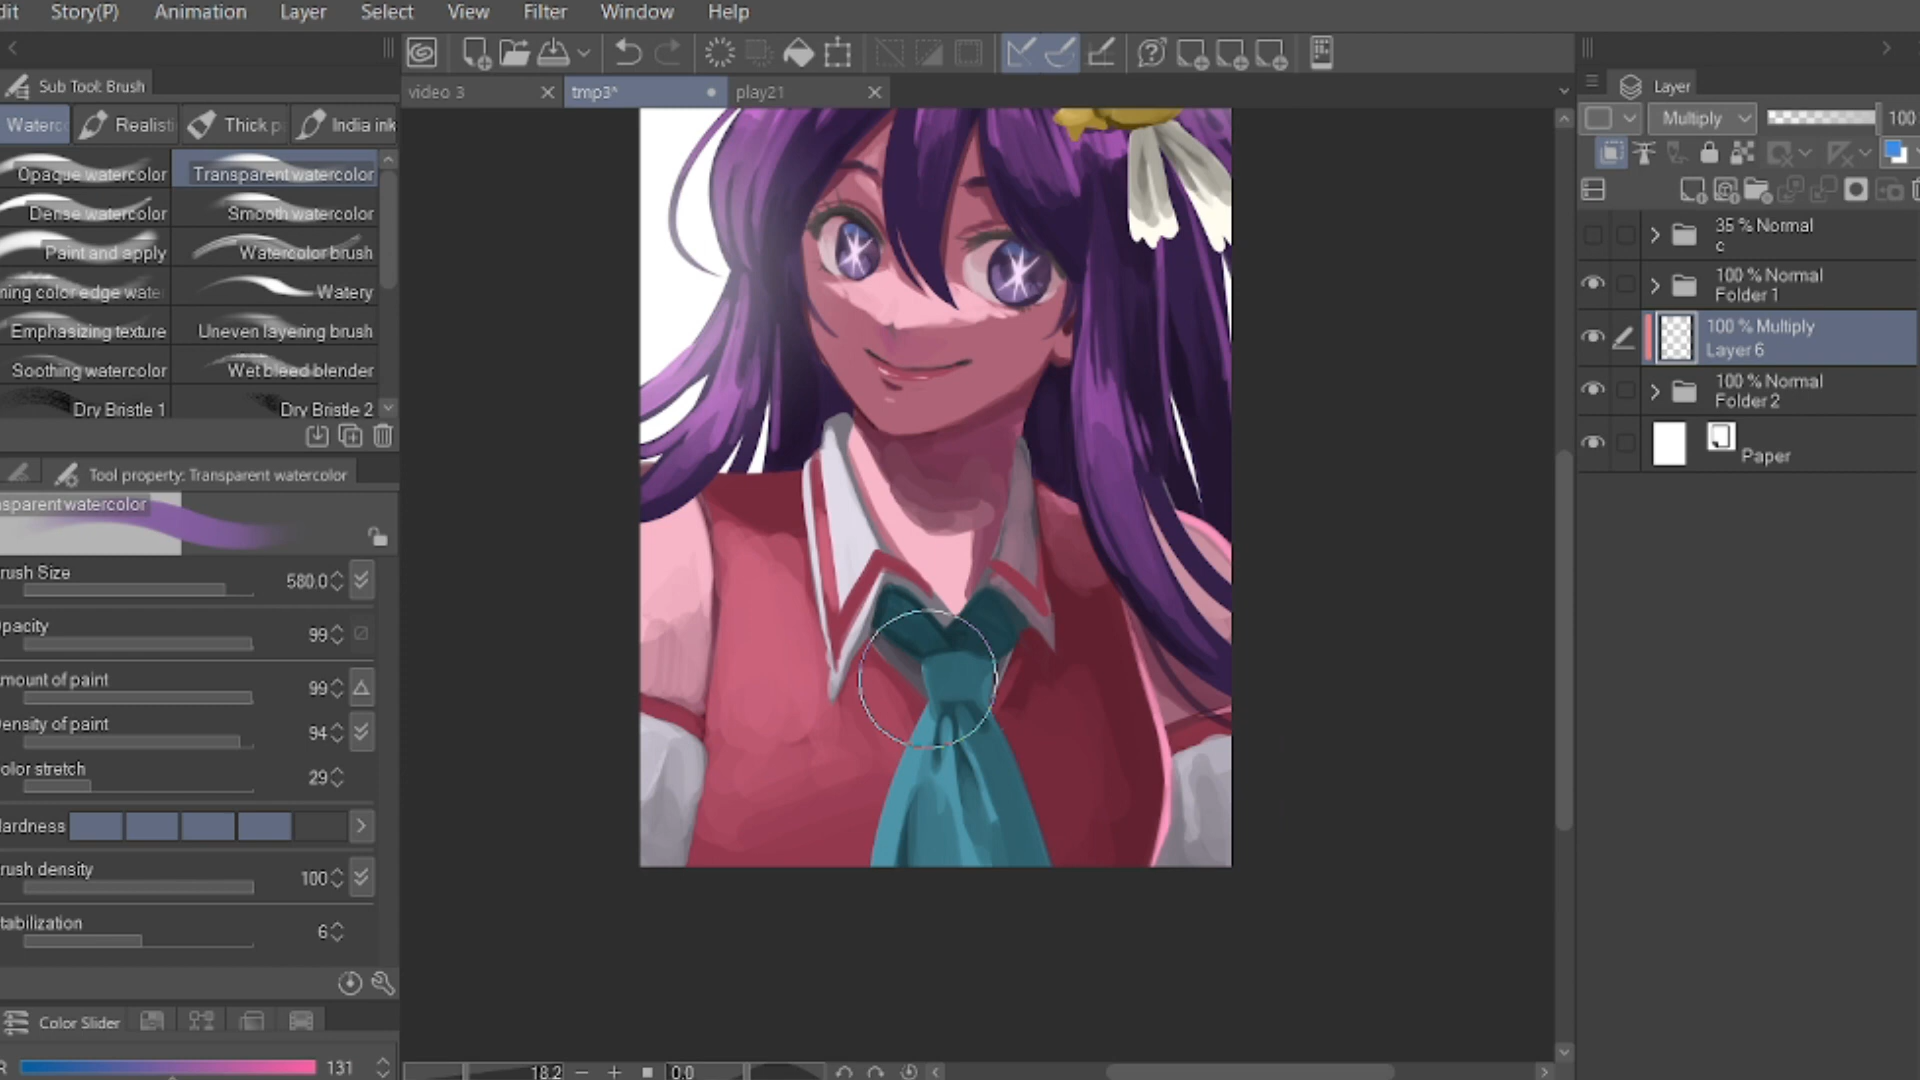 dit Story(P) Animation Layer Select View Filter Window Help
Sub Tool: Brush
Waterc Realisti Thick p India ink
Opaque watercolor Transparent watercolor
Dense watercolor Smooth watercolor
Paint and apply Watercolor brush
ning color edge wate Watery
Emphasizing texture Uneven layering brush
Soothing watercolor Wet bleed blender
Dry Bristle 1 Dry Bristle 2
Tool property: Transparent watercolor
nsparent watercolor
rush Size 580.0
pacity 99
mount of paint 99
ensity of paint 94
olor stretch 29
ardness
rush density 100
tabilization 6
Color Slider
R 131
video 3 tmp3* play21
18.2 0.0
Layer
Multiply 100
35 % Normal
c
100 % Normal
Folder 1
100 % Multiply
Layer 6
100 % Normal
Folder 2
Paper